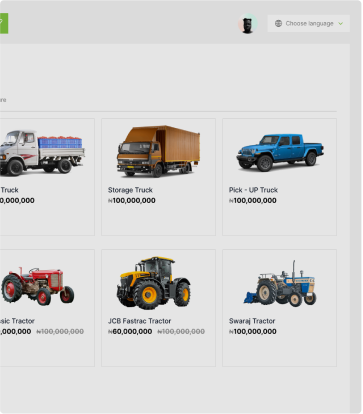 Choose language
Truck
0,000,000
Storage Truck
₦100,000,000
Pick - UP Truck
₦100,000,000
sic Tractor
,000,000 ₦100,000,000
JCB Fastrac Tractor
₦60,000,000 ₦100,000,000
Swaraj Tractor
₦100,000,000